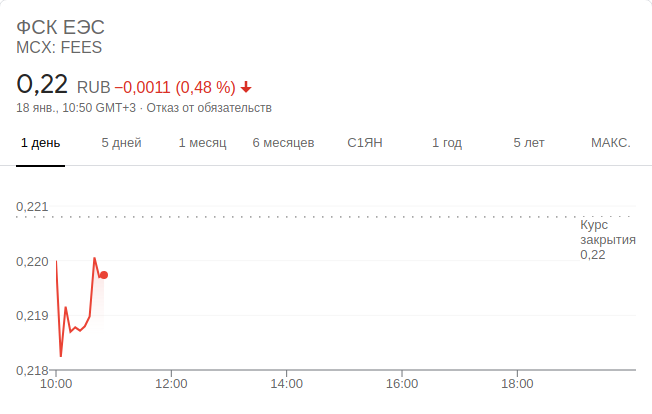 ФСК ЕЭС
MCX: FEES
0,22 RUB −0,0011 (0,48 %)
18 янв., 10:50 GMT+3 · Отказ от обязательств
1 день 5 дней 1 месяц 6 месяцев С1ЯН 1 год 5 лет МАКС.
0,221
Курс
закрытия
0,22
0,220
0,219
0,218
10:00 12:00 14:00 16:00 18:00